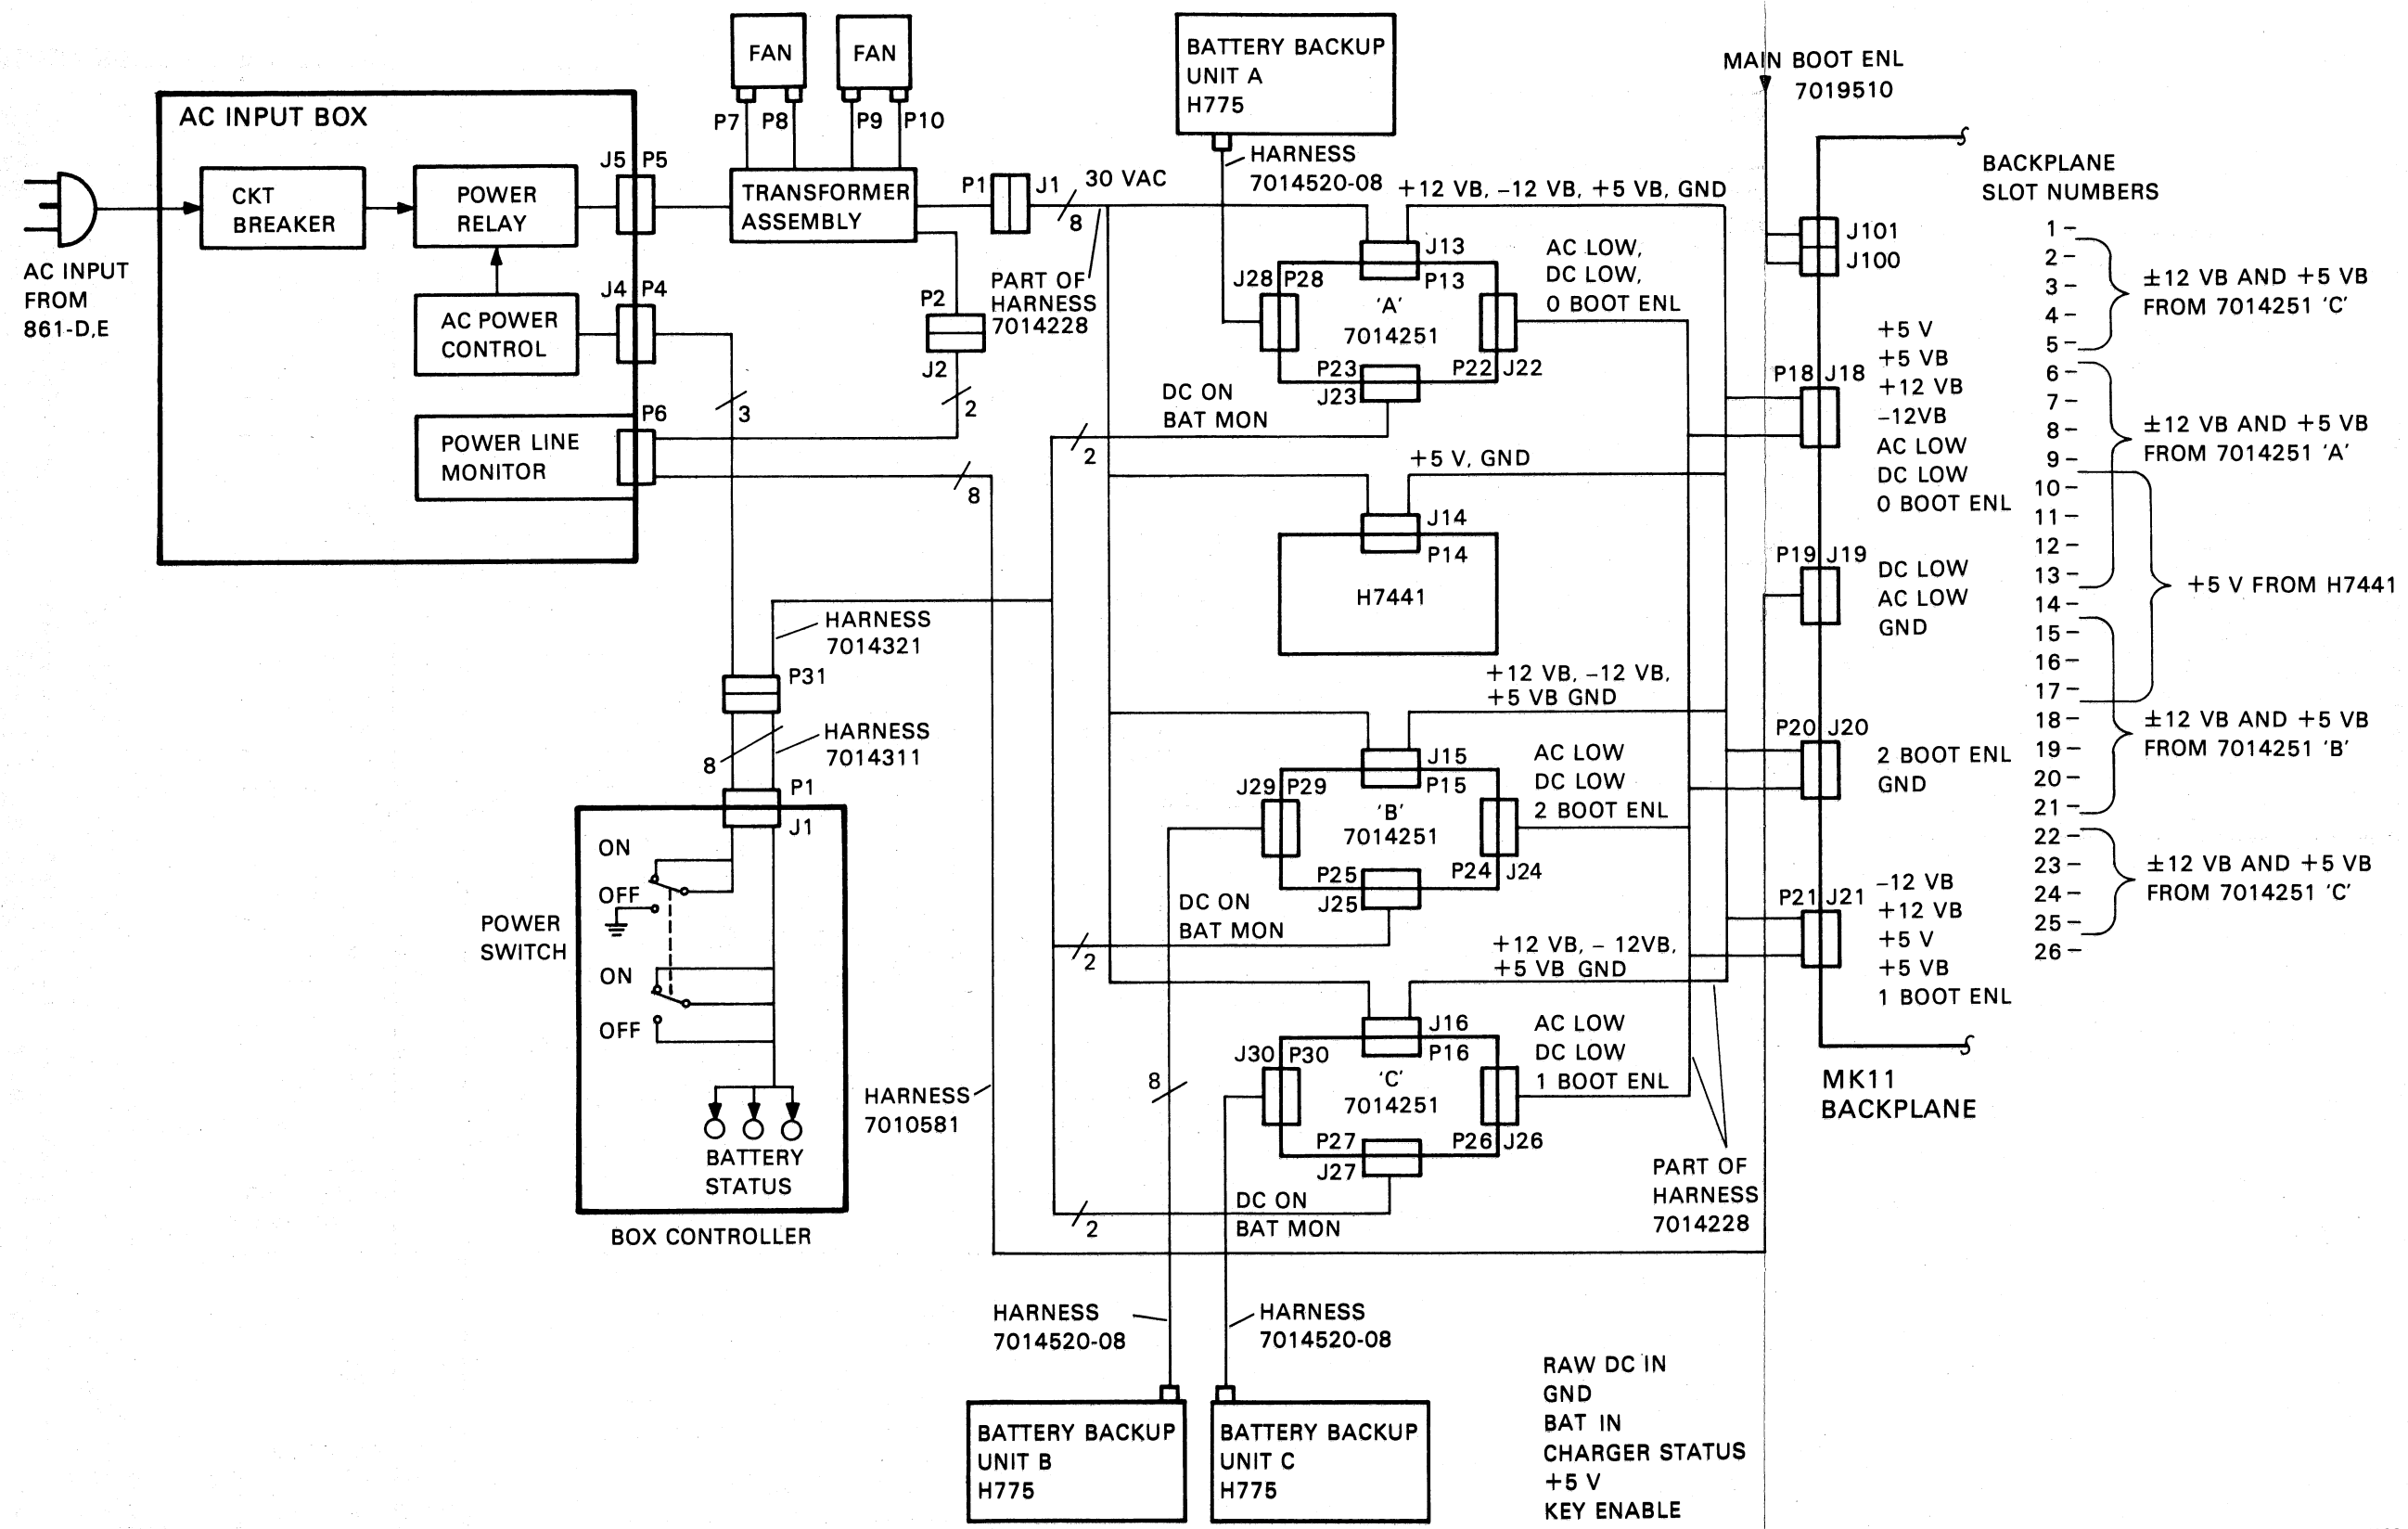 FAN
FAN
P7
P8
P9
P10
BATTERY BACKUP
UNIT A
H775
MAIN BOOT ENL
7019510
AC INPUT BOX
CKT
BREAKER
POWER
RELAY
AC POWER
CONTROL
POWER LINE
MONITOR
J5
P5
J4
P4
P6
AC INPUT
FROM
861-D,E
TRANSFORMER
ASSEMBLY
P1
J1
30 VAC
8
PART OF
HARNESS
7014228
P2
J2
2
3
8
HARNESS
7014520-08
+12 VB, -12 VB, +5 VB, GND
J13
P13
J28
P28
'A'
7014251
P23
J23
P22
J22
AC LOW,
DC LOW,
0 BOOT ENL
DC ON
BAT MON
2
+5 V, GND
J14
P14
H7441
+12 VB, -12 VB,
+5 VB GND
J15
P15
J29
P29
'B'
7014251
P25
J25
P24
J24
AC LOW
DC LOW
2 BOOT ENL
DC ON
BAT MON
2
+12 VB, - 12VB,
+5 VB GND
J16
P16
J30
P30
'C'
7014251
P27
J27
P26
J26
AC LOW
DC LOW
1 BOOT ENL
DC ON
BAT MON
2
8
HARNESS
7014321
P31
HARNESS
7014311
8
P1
J1
ON
OFF
POWER
SWITCH
ON
OFF
BATTERY
STATUS
BOX CONTROLLER
HARNESS
7010581
HARNESS
7014520-08
HARNESS
7014520-08
BATTERY BACKUP
UNIT B
H775
BATTERY BACKUP
UNIT C
H775
PART OF
HARNESS
7014228
RAW DC IN
GND
BAT IN
CHARGER STATUS
+5 V
KEY ENABLE
J101
J100
P18
J18
+5 V
+5 VB
+12 VB
-12VB
AC LOW
DC LOW
0 BOOT ENL
P19
J19
DC LOW
AC LOW
GND
P20
J20
2 BOOT ENL
GND
P21
J21
-12 VB
+12 VB
+5 V
+5 VB
1 BOOT ENL
MK11
BACKPLANE
BACKPLANE
SLOT NUMBERS
1
2
3
4
5
6
7
8
9
10
11
12
13
14
15
16
17
18
19
20
21
22
23
24
25
26
±12 VB AND +5 VB
FROM 7014251 'C'
±12 VB AND +5 VB
FROM 7014251 'A'
+5 V FROM H7441
±12 VB AND +5 VB
FROM 7014251 'B'
±12 VB AND +5 VB
FROM 7014251 'C'